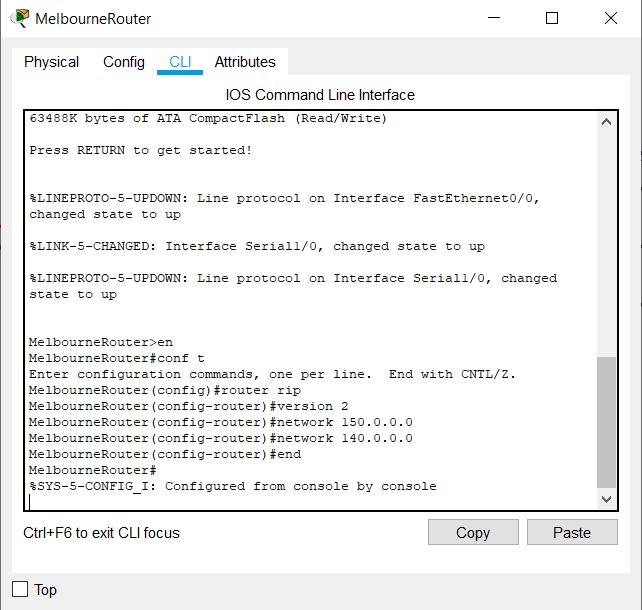 MelbourneRouter
Physical Config CLI Attributes
IOS Command Line Interface
63488K bytes of ATA CompactFlash (Read/Write)
Press RETURN to get started!
%LINEPROTO-5-UPDOWN: Line protocol on Interface FastEthernet0/0,
changed state to up
%LINK-5-CHANGED: Interface Serial1/0, changed state to up
%LINEPROTO-5-UPDOWN: Line protocol on Interface Serial1/0, changed
state to up
MelbourneRouter>en
MelbourneRouter#conf t
Enter configuration commands, one per line.  End with CNTL/Z.
MelbourneRouter(config)#router rip
MelbourneRouter(config-router)#version 2
MelbourneRouter(config-router)#network 150.0.0.0
MelbourneRouter(config-router)#network 140.0.0.0
MelbourneRouter(config-router)#end
MelbourneRouter#
%SYS-5-CONFIG_I: Configured from console by console
Ctrl+F6 to exit CLI focus
Copy Paste
Top